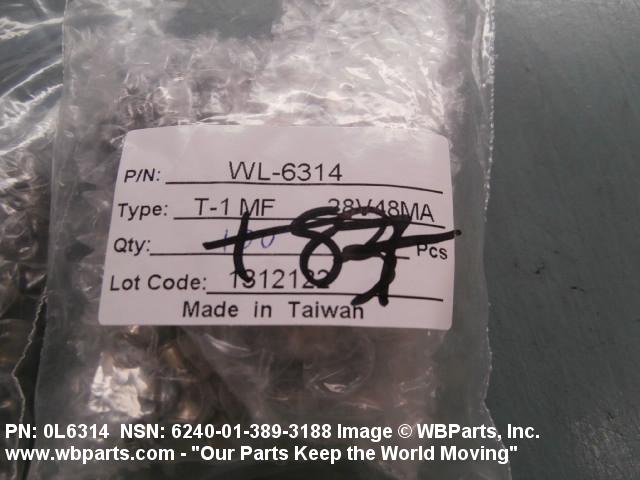 P/N: WL-6314
Type: T-1 MF 28V48MA
Qty: 100 Pcs
Lot Code:
Made in Taiwan
PN: 0L6314 NSN: 6240-01-389-3188 Image © WBParts, Inc.
www.wbparts.com - "Our Parts Keep the World Moving"